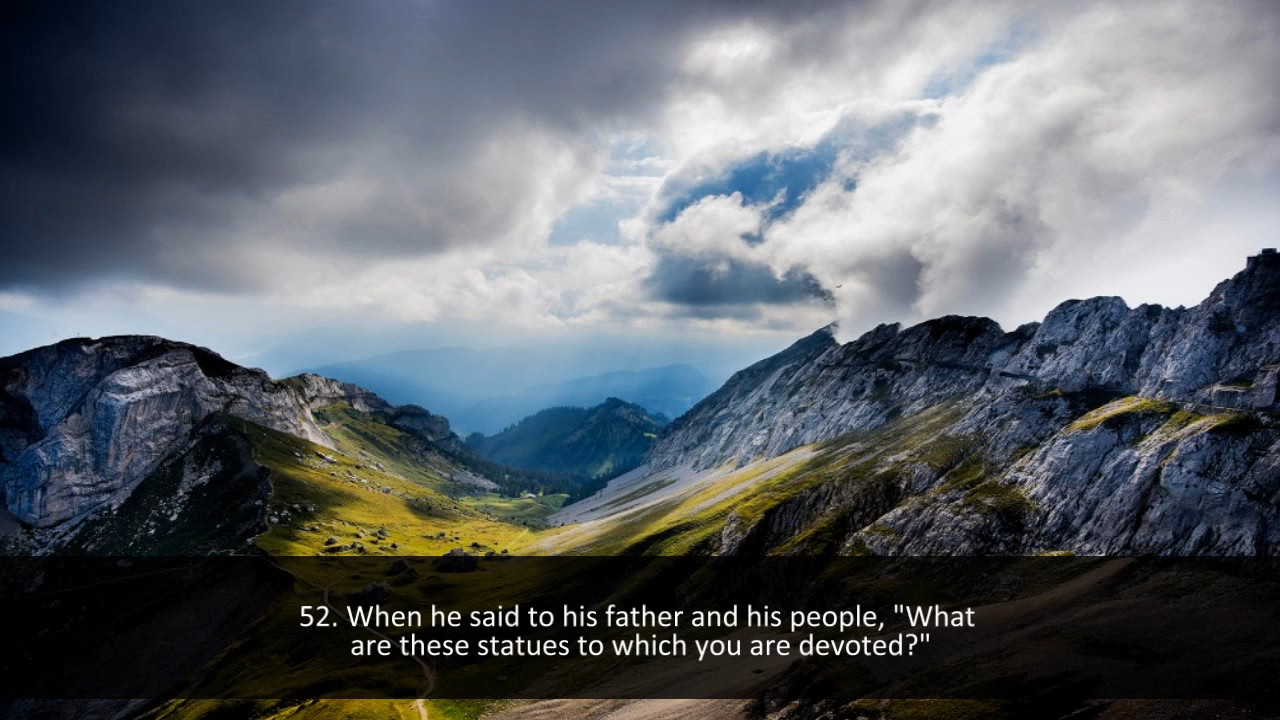 52. When he said to his father and his people, "What
are these statues to which you are devoted?"